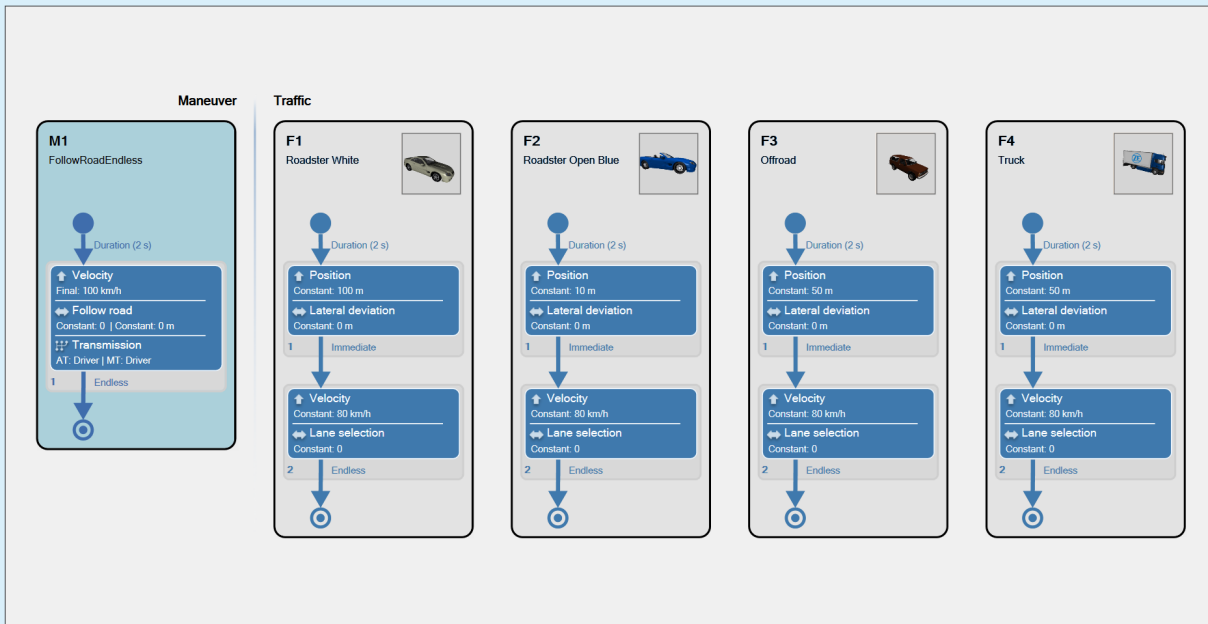 Maneuver
Traffic
M1
FollowRoadEndless
Duration (2 s)
Velocity
Final: 100 km/h
Follow road
Constant: 0 | Constant: 0 m
Transmission
AT: Driver | MT: Driver
1 Endless
F1
Roadster White
Duration (2 s)
Position
Constant: 100 m
Lateral deviation
Constant: 0 m
1 Immediate
Velocity
Constant: 80 km/h
Lane selection
Constant: 0
2 Endless
F2
Roadster Open Blue
Duration (2 s)
Position
Constant: 10 m
Lateral deviation
Constant: 0 m
1 Immediate
Velocity
Constant: 80 km/h
Lane selection
Constant: 0
2 Endless
F3
Offroad
Duration (2 s)
Position
Constant: 50 m
Lateral deviation
Constant: 0 m
1 Immediate
Velocity
Constant: 80 km/h
Lane selection
Constant: 0
2 Endless
F4
Truck
Duration (2 s)
Position
Constant: 50 m
Lateral deviation
Constant: 0 m
1 Immediate
Velocity
Constant: 80 km/h
Lane selection
Constant: 0
2 Endless